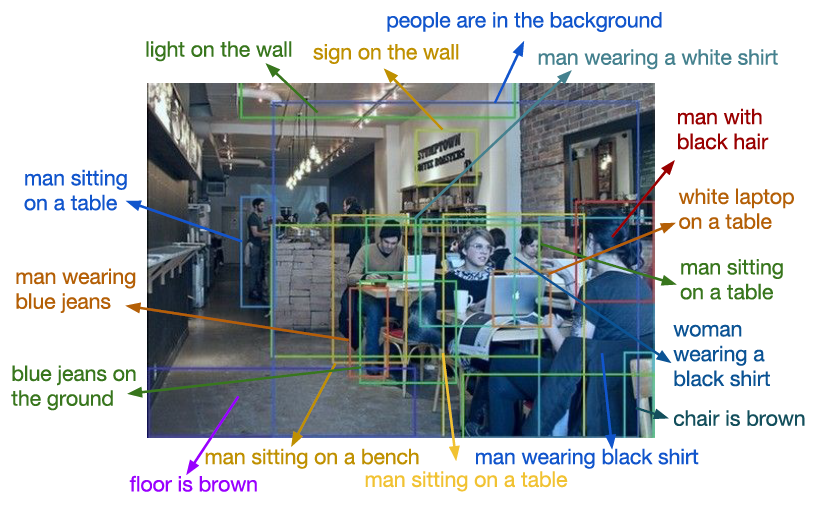 people are in the background
light on the wall
sign on the wall
man wearing a white shirt
man with
black hair
STUMPTOWN
COFFEE ROASTERS
man sitting
on a table
white laptop
on a table
man sitting
on a table
man wearing
blue jeans
woman
wearing a
black shirt
blue jeans on
the ground
chair is brown
man sitting on a bench
man wearing black shirt
man sitting on a table
floor is brown